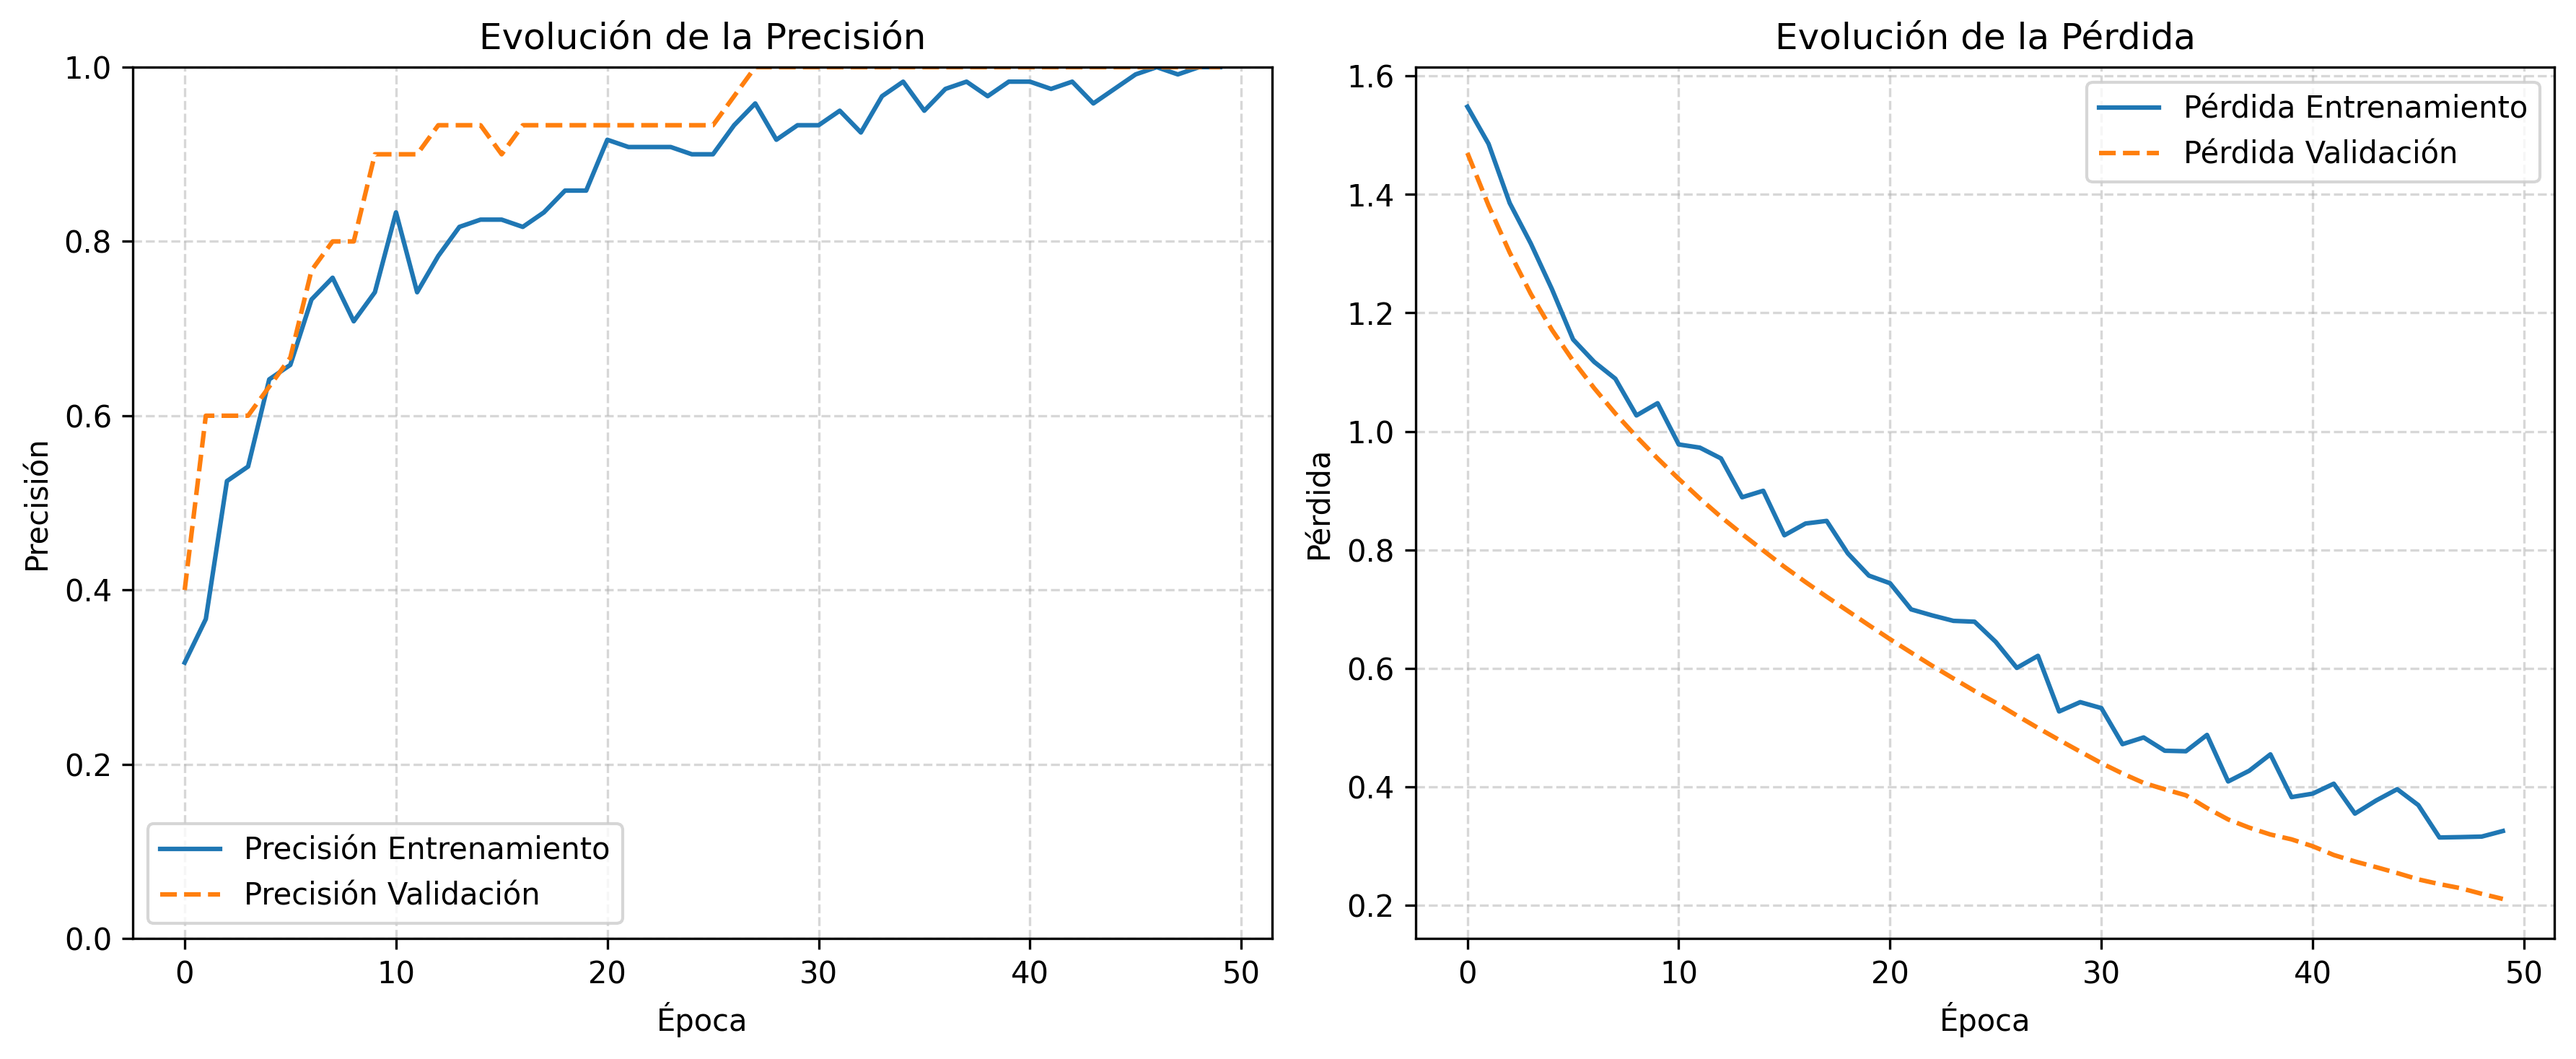 Evolución de la Precisión
1.0
0.8
0.6
0.4
0.2
0.0
Precisión
Precisión Entrenamiento
Precisión Validación
0 10 20 30 40 50
Época
Evolución de la Pérdida
1.6
1.4
1.2
1.0
0.8
0.6
0.4
0.2
Pérdida
Pérdida Entrenamiento
Pérdida Validación
0 10 20 30 40 50
Época